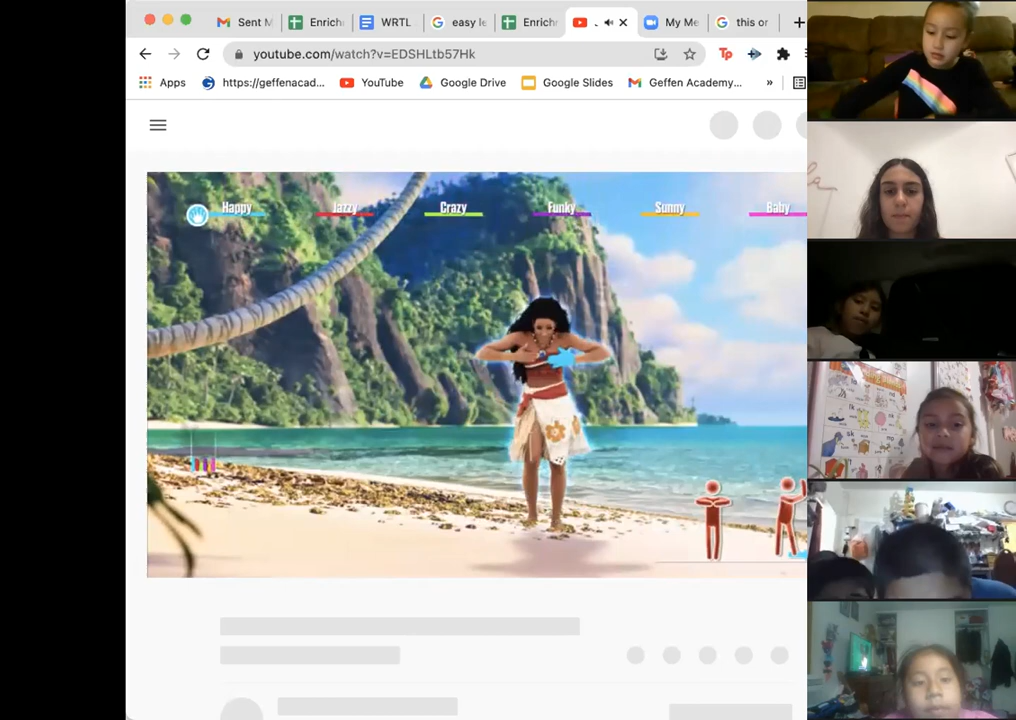 Sent M
Enrich
WRTL
easy le
Enrich
My Me
this or
youtube.com/watch?v=EDSHLtb57Hk
Tp
Apps
https://geffenacad...
YouTube
Google Drive
Google Slides
Geffen Academy...
»
Happy
Jazzy
Crazy
Funky
Sunny
Baby